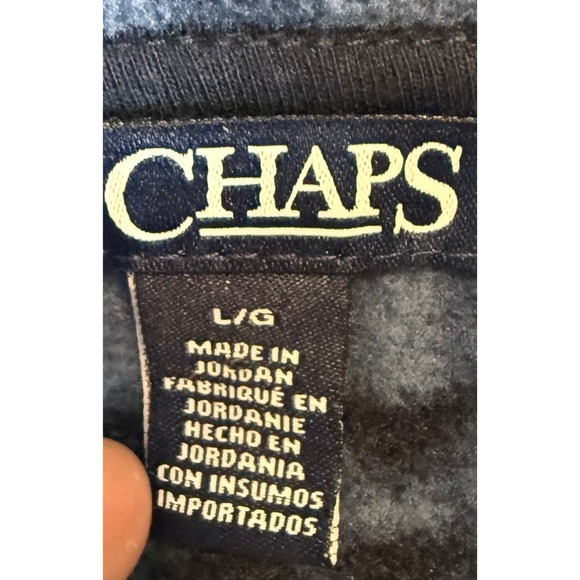 CHAPS
L/G
MADE IN
JORDAN
FABRIQUÉ EN
JORDANIE
HECHO EN
JORDANIA
CON INSUMOS
IMPORTADOS